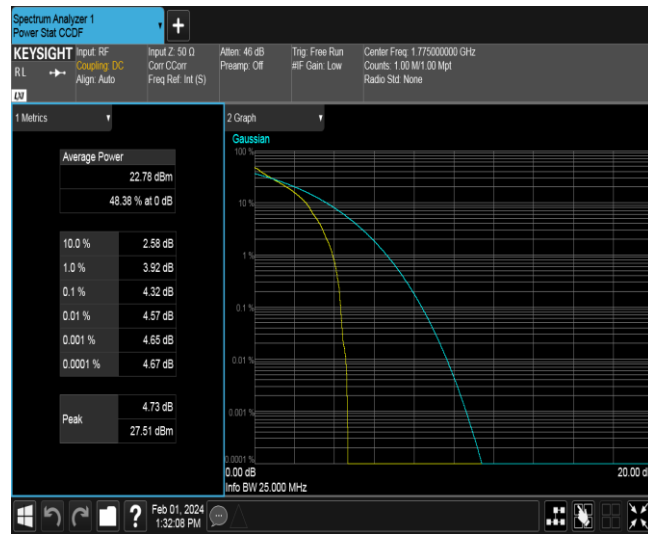 Spectrum Analyzer 1
Power Stat CCDF
+
KEYSIGHT
RL
LXI
Input: RF
Coupling: DC
Align: Auto
Input Z: 50 Ω
Corr CCorr
Freq Ref: Int (S)
Atten: 46 dB
Preamp: Off
Trig: Free Run
#IF Gain: Low
Center Freq: 1.775000000 GHz
Counts: 1.00 M/1.00 Mpt
Radio Std: None
1 Metrics
Average Power
22.78 dBm
48.38 % at 0 dB
10.0 % 2.58 dB
1.0 % 3.92 dB
0.1 % 4.32 dB
0.01 % 4.57 dB
0.001 % 4.65 dB
0.0001 % 4.67 dB
Peak
4.73 dB
27.51 dBm
2 Graph
Gaussian
100 %
10 %
1 %
0.1 %
0.01 %
0.001 %
0.0001 %
0.00 dB
20.00 d
Info BW 25.000 MHz
?
Feb 01, 2024
1:32:08 PM